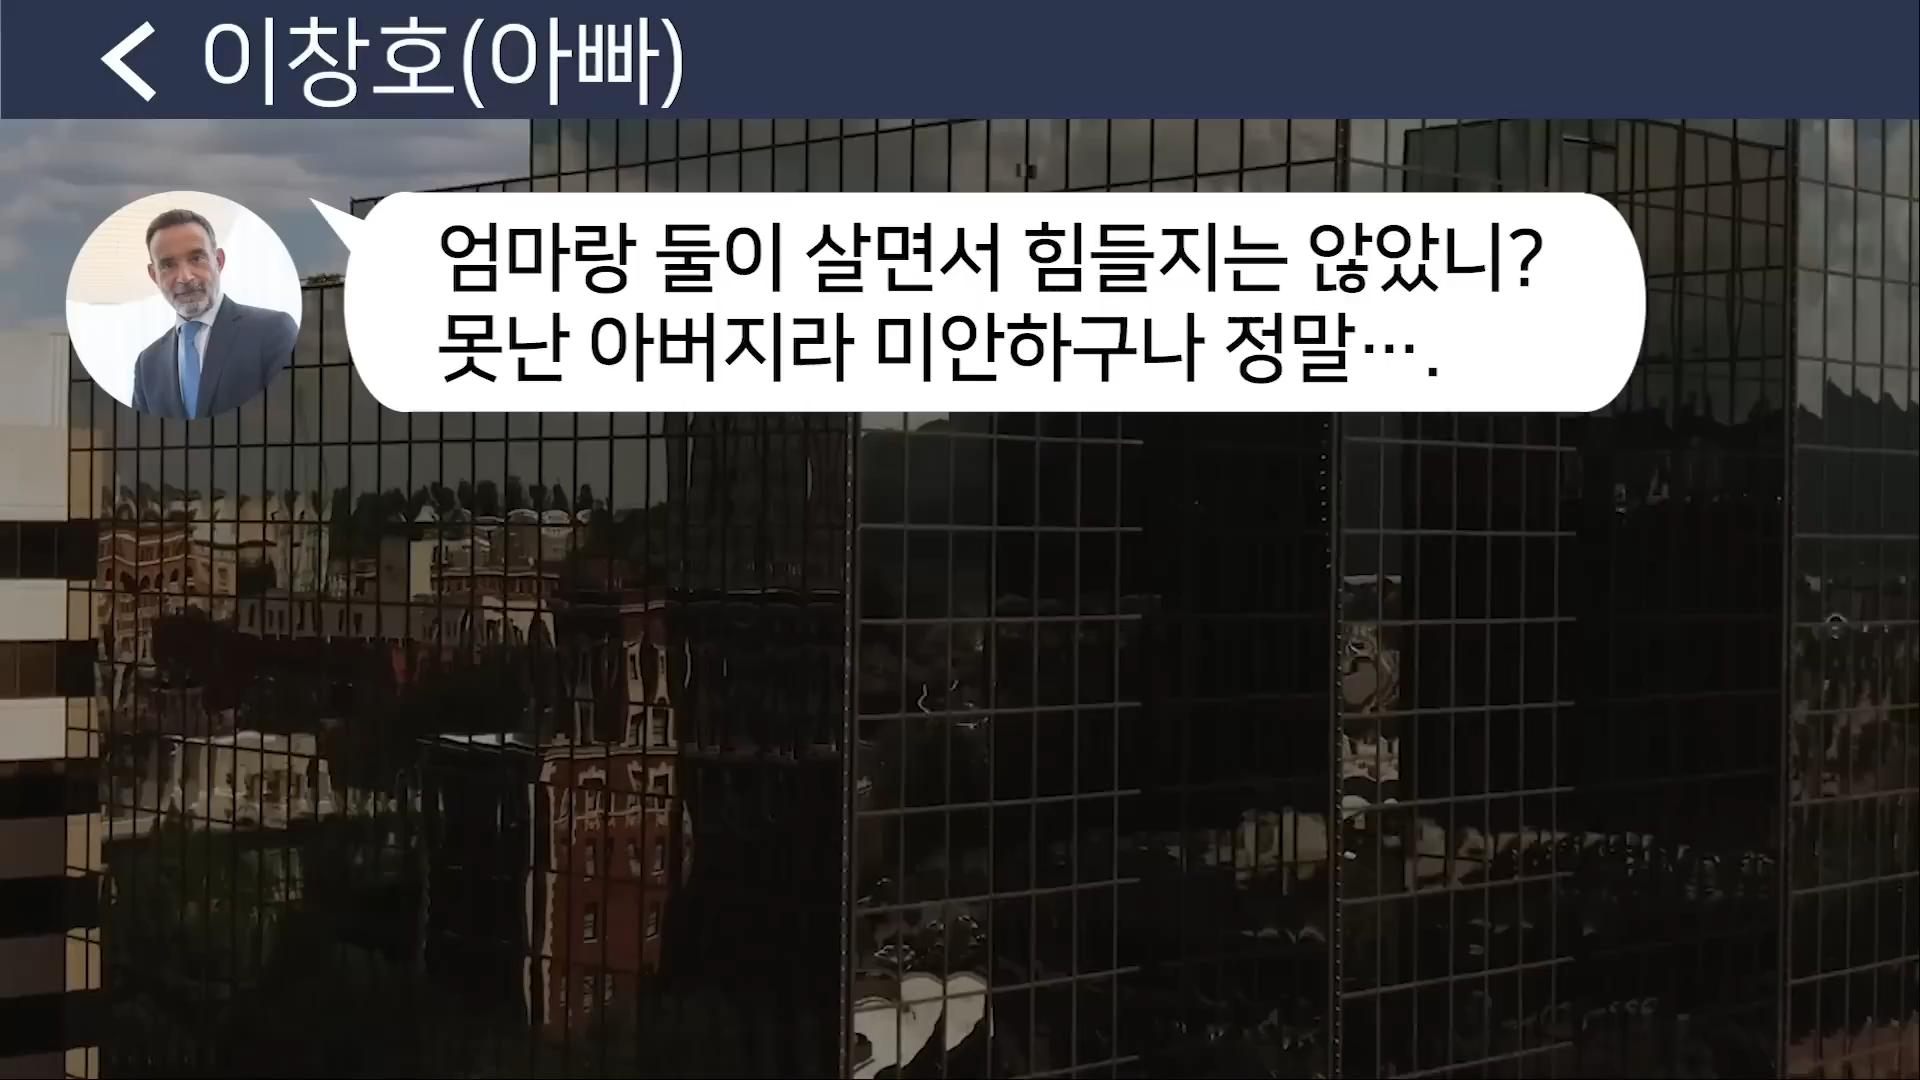 이창호(아빠)
엄마랑 둘이 살면서 힘들지는 않았니?
못난 아버지라 미안하구나 정말….